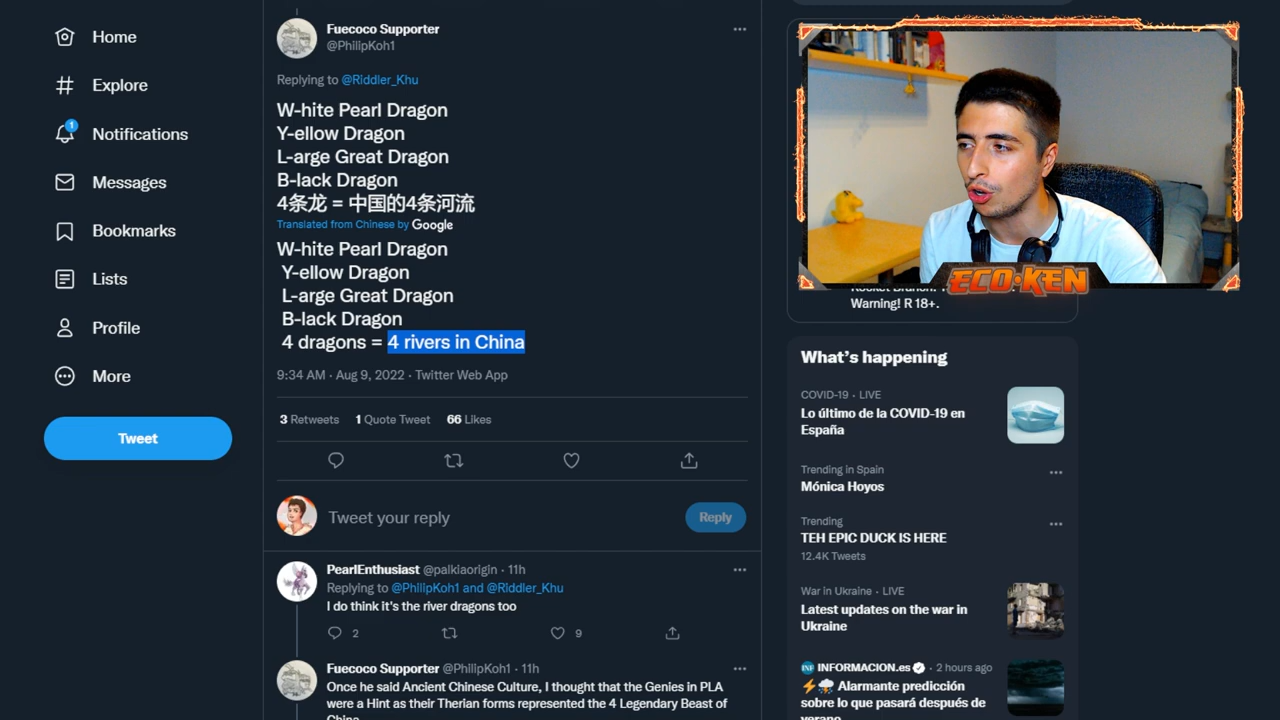 Home
Explore
1
Notifications
Messages
Bookmarks
Lists
Profile
More
Tweet
Fuecoco Supporter
@PhilipKoh1
Replying to @Riddler_Khu
W-hite Pearl Dragon
Y-ellow Dragon
L-arge Great Dragon
B-lack Dragon
4条龙 = 中国的4条河流
Translated from Chinese by Google
W-hite Pearl Dragon
Y-ellow Dragon
L-arge Great Dragon
B-lack Dragon
4 dragons = 4 rivers in China
9:34 AM · Aug 9, 2022 · Twitter Web App
3 Retweets 1 Quote Tweet 66 Likes
Tweet your reply
Reply
PearlEnthusiast @palkiaorigin · 11h
Replying to @PhilipKoh1 and @Riddler_Khu
I do think it's the river dragons too
2 9
Fuecoco Supporter @PhilipKoh1 · 11h
Once he said Ancient Chinese Culture, I thought that the Genies in PLA
were a Hint as their Therian forms represented the 4 Legendary Beast of
China
ECO·KEN
Warning! R 18+.
What's happening
COVID-19 · LIVE
Lo último de la COVID-19 en
España
Trending in Spain
Mónica Hoyos
Trending
TEH EPIC DUCK IS HERE
12.4K Tweets
War in Ukraine · LIVE
Latest updates on the war in
Ukraine
INF INFORMACION.es · 2 hours ago
Alarmante predicción
sobre lo que pasará después de
verano